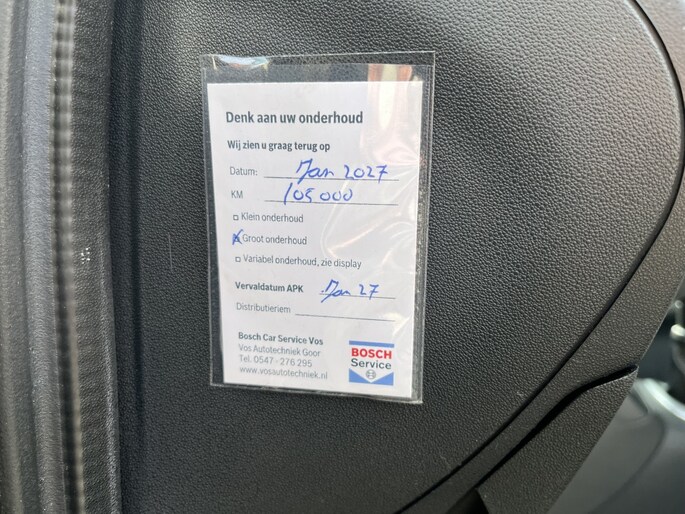 Denk aan uw onderhoud
Wij zien u graag terug op
Datum: Jan 2027
KM 105 000
Klein onderhoud
Groot onderhoud
Variabel onderhoud, zie display
Vervaldatum APK Jan 27
Distributieriem
Bosch Car Service Vos
Vos Autotechniek Goor
Tel. 0547 - 276 295
www.vosautotechniek.nl
BOSCH
Service